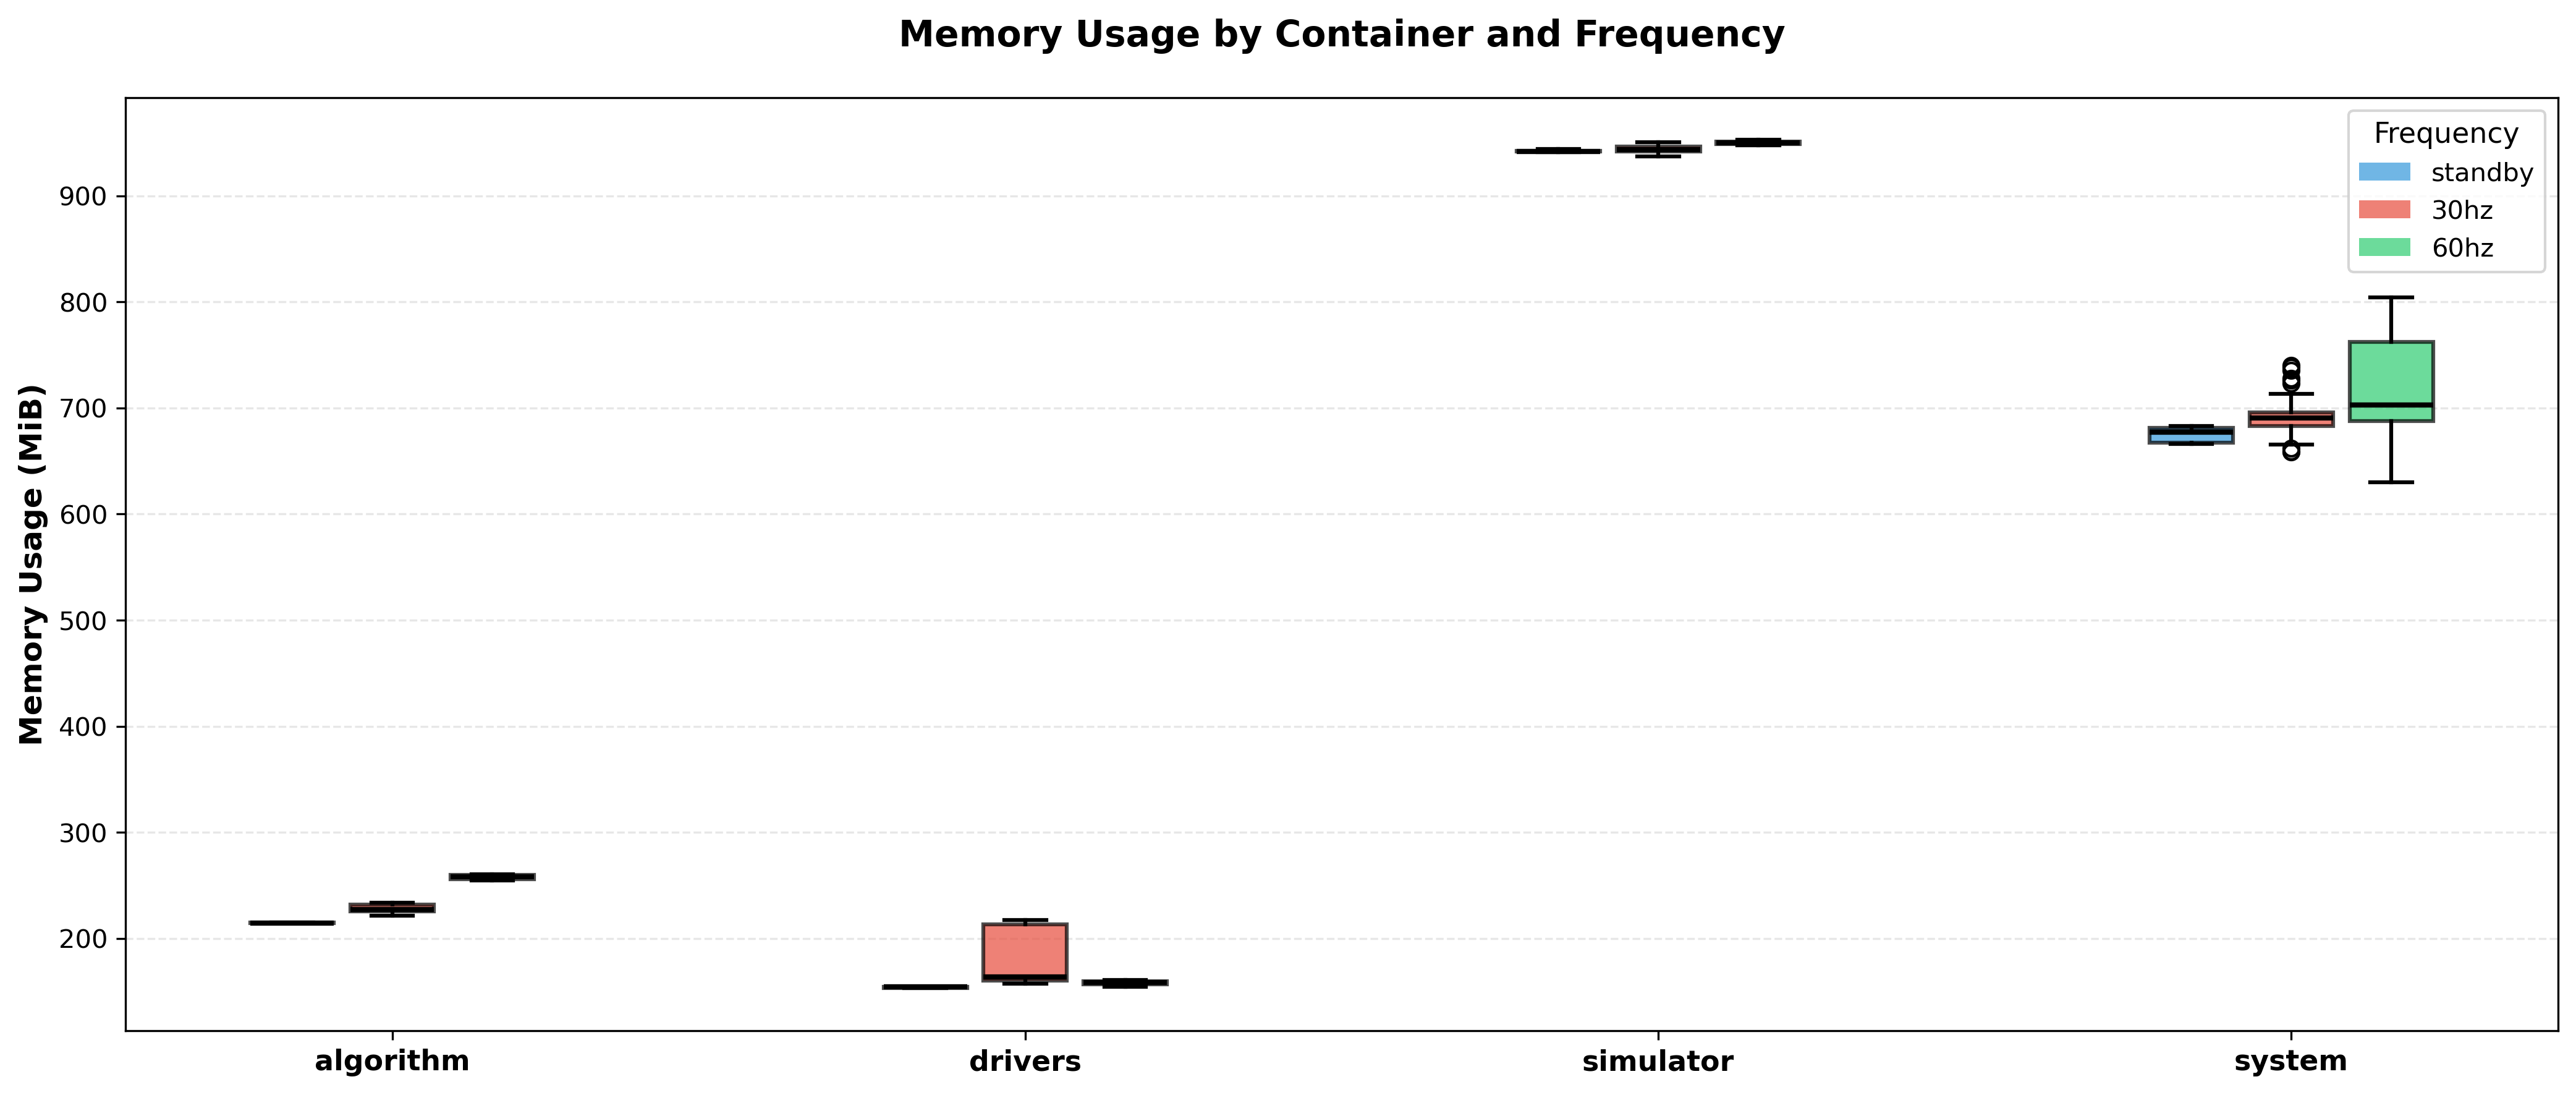 Memory Usage by Container and Frequency
Memory Usage (MiB)
900
800
700
600
500
400
300
200
Frequency
standby
30hz
60hz
algorithm
drivers
simulator
system